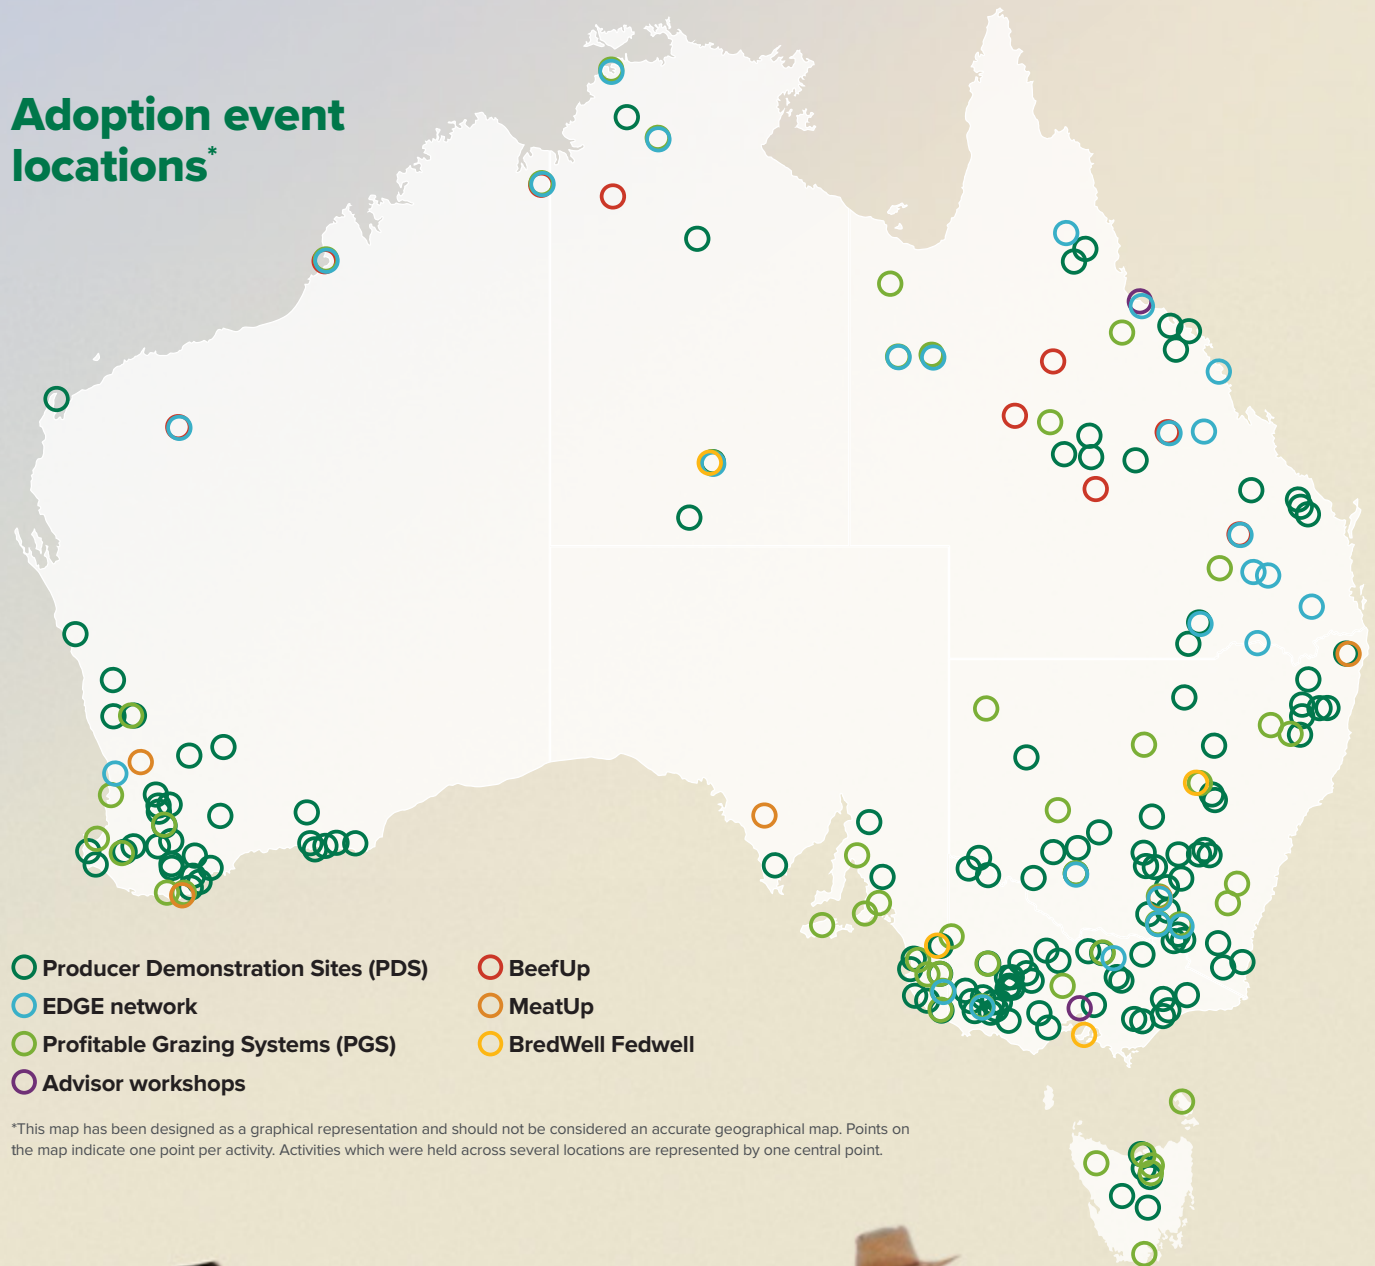 Adoption event
locations*
Producer Demonstration Sites (PDS)
EDGE network
Profitable Grazing Systems (PGS)
Advisor workshops
BeefUp
MeatUp
BredWell Fedwell
*This map has been designed as a graphical representation and should not be considered an accurate geographical map. Points on
the map indicate one point per activity. Activities which were held across several locations are represented by one central point.